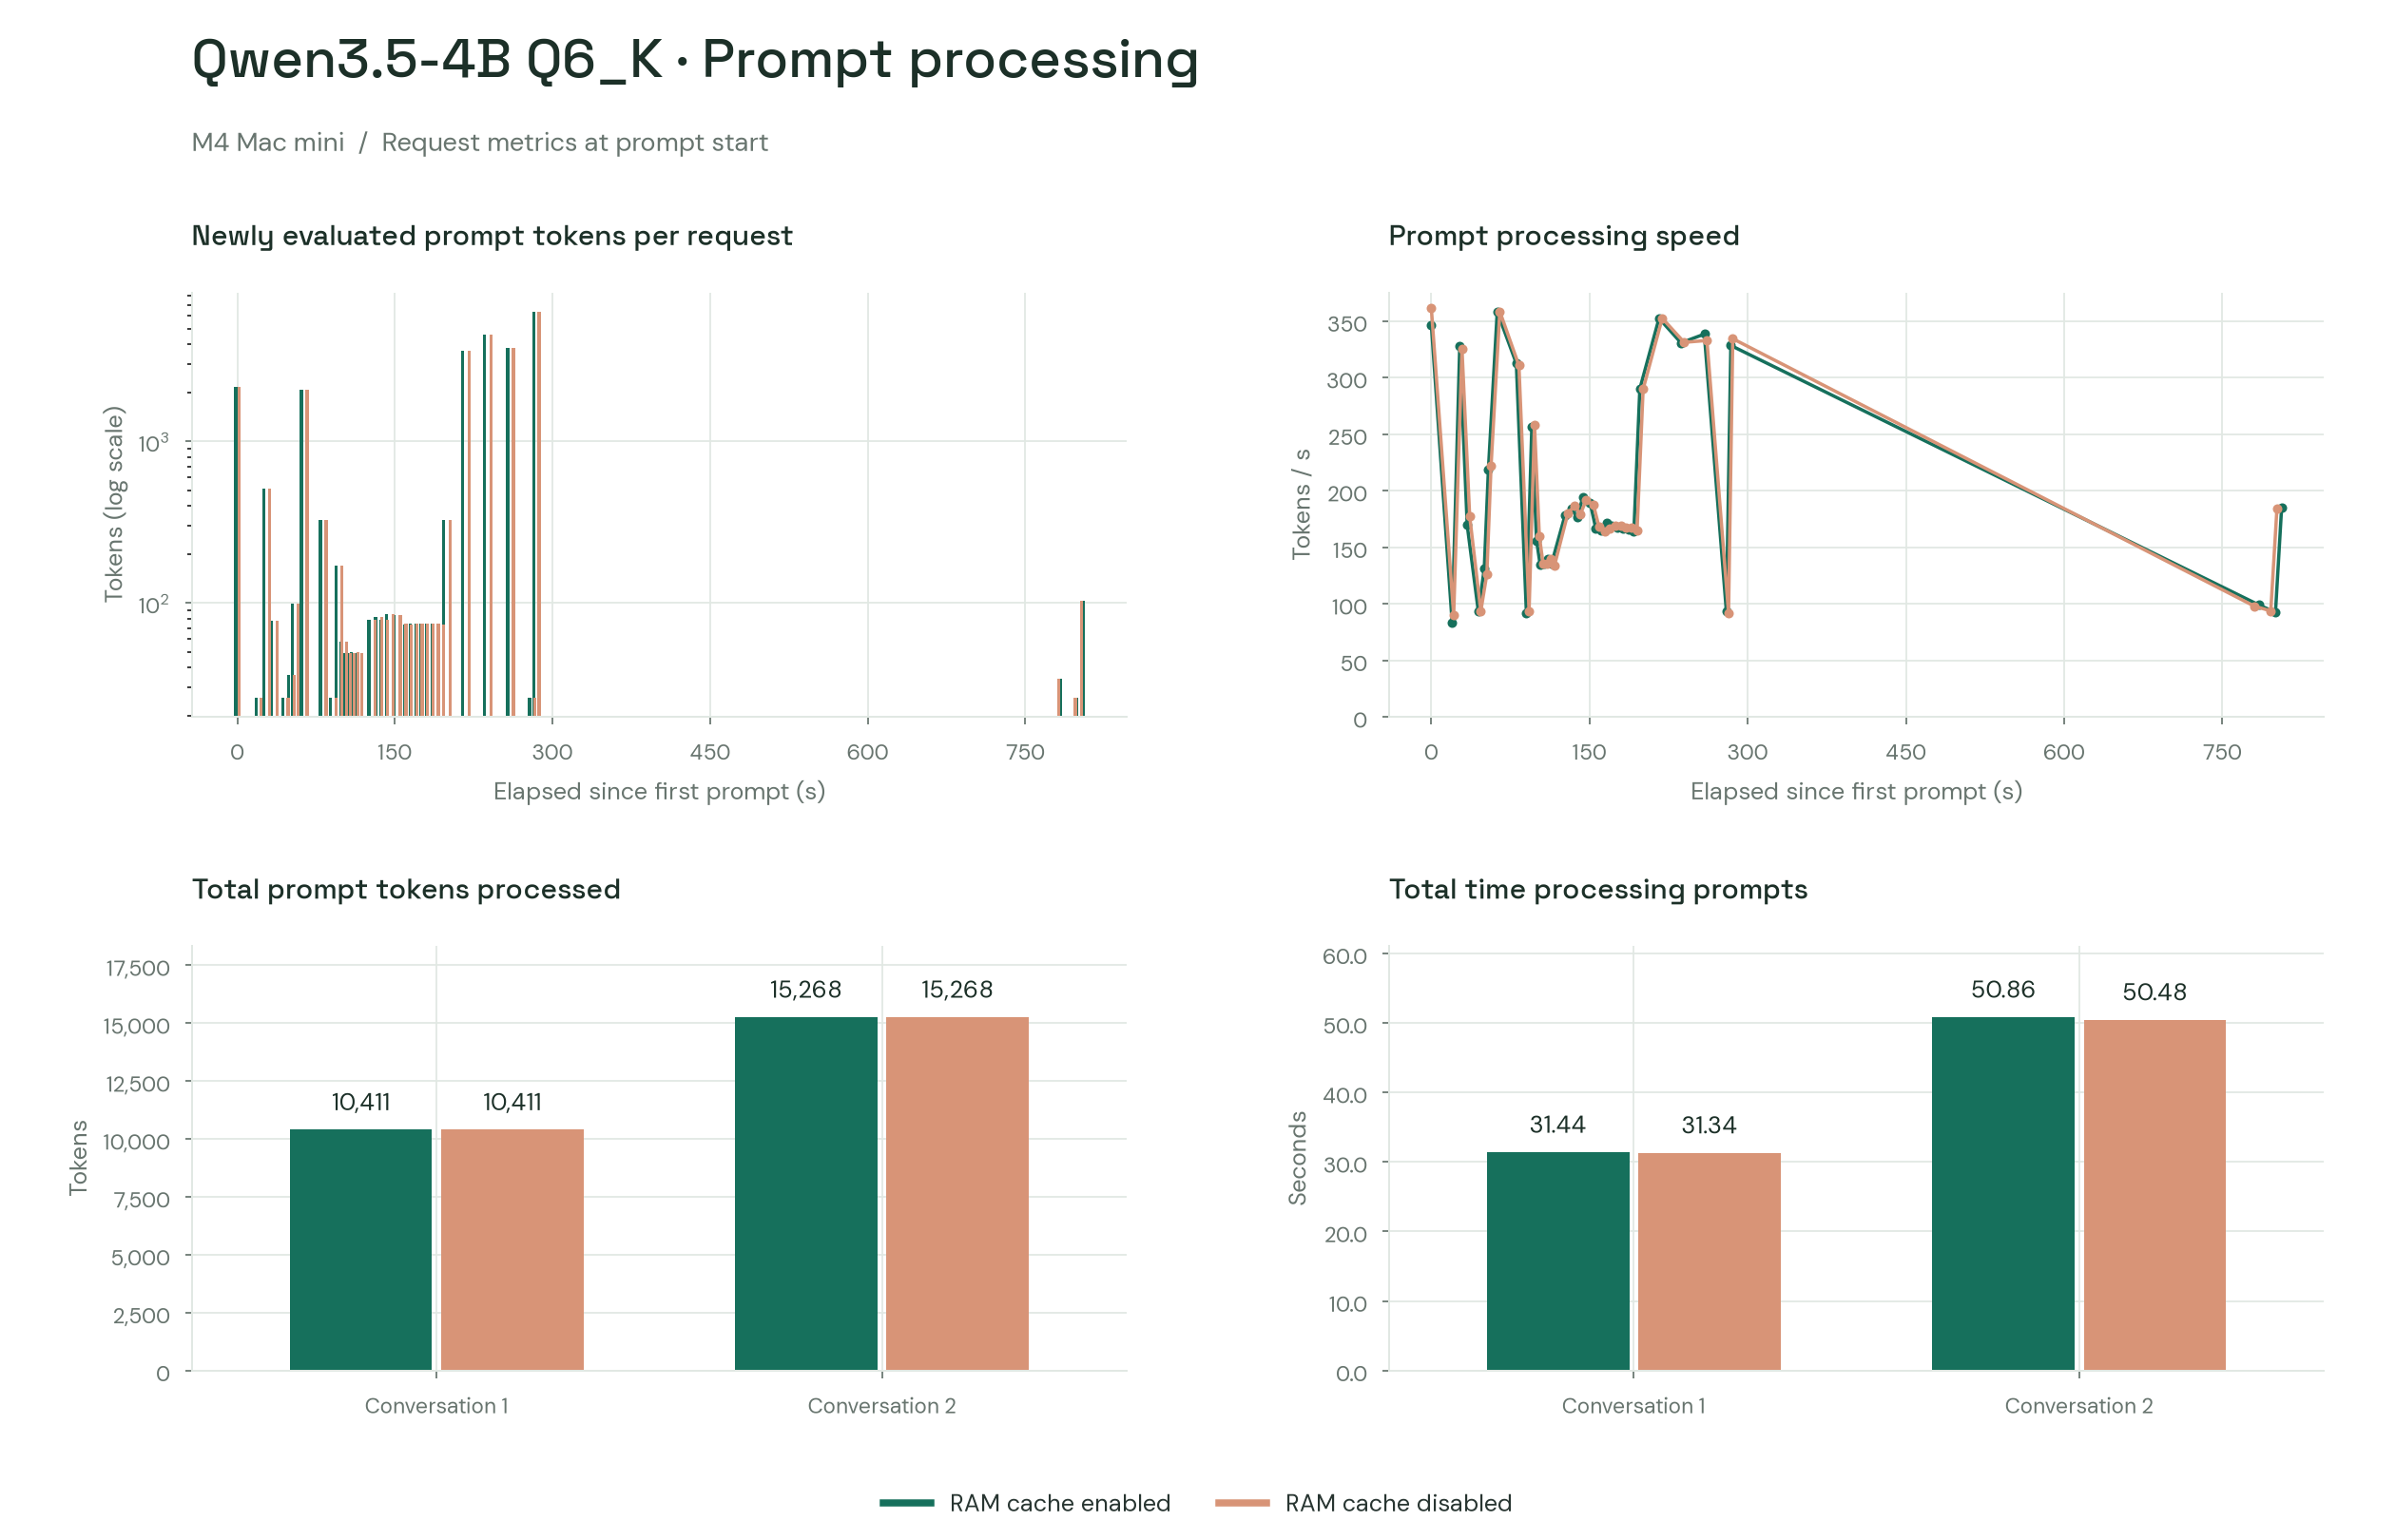 Qwen3.5-4B Q6_K · Prompt processing
M4 Mac mini / Request metrics at prompt start
Newly evaluated prompt tokens per request
Tokens (log scale)
10³
10²
0 150 300 450 600 750
Elapsed since first prompt (s)
Prompt processing speed
Tokens / s
350
300
250
200
150
100
50
0
0 150 300 450 600 750
Elapsed since first prompt (s)
Total prompt tokens processed
Tokens
17,500
15,000
12,500
10,000
7,500
5,000
2,500
0
10,411 10,411
15,268 15,268
Conversation 1 Conversation 2
Total time processing prompts
Seconds
60.0
50.0
40.0
30.0
20.0
10.0
0.0
31.44 31.34
50.86 50.48
Conversation 1 Conversation 2
RAM cache enabled RAM cache disabled